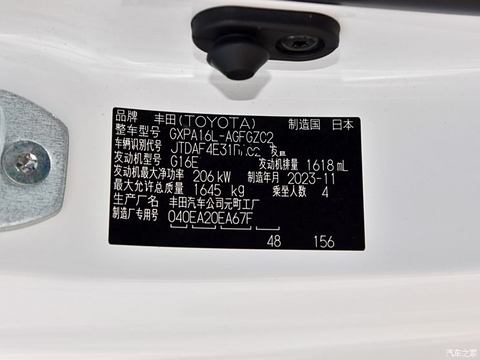 品牌 丰田(TOYOTA) 制造国 日本
整车型号 GXPA16L-AGFGZC2
车辆识别代号 JTDAF4E31
发动机型号 G16E 发动机排量 1618 mL
发动机最大净功率 206 kW 制造年月 2023-11
最大允许总质量 1645 kg 乘坐人数 4
生产厂名 丰田汽车公司元町工厂
制造厂专用号 040EA20EA67F
48 156
汽车之家